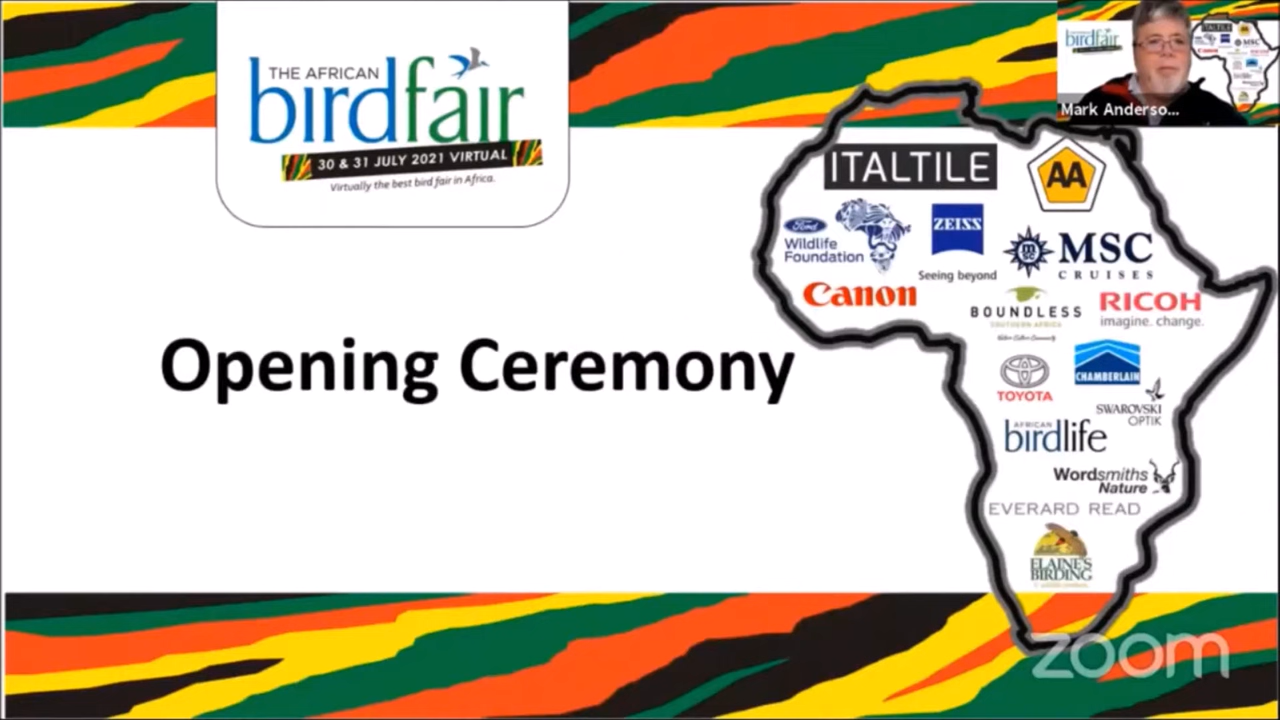 THE AFRICAN
birdfair
30 & 31 JULY 2021 VIRTUAL
Virtually the best bird fair in Africa.
Mark Anderso...
Opening Ceremony
ITALTILE
AA
Ford
Wildlife
Foundation
ZEISS
Seeing beyond
MSC
CRUISES
Canon
BOUNDLESS
SOUTHERN AFRICA
RICOH
imagine. change.
TOYOTA
CHAMBERLAIN
SWAROVSKI
OPTIK
AFRICAN
birdlife
Wordsmiths
Nature
EVERARD READ
ELAINE'S
BIRDING
zoom